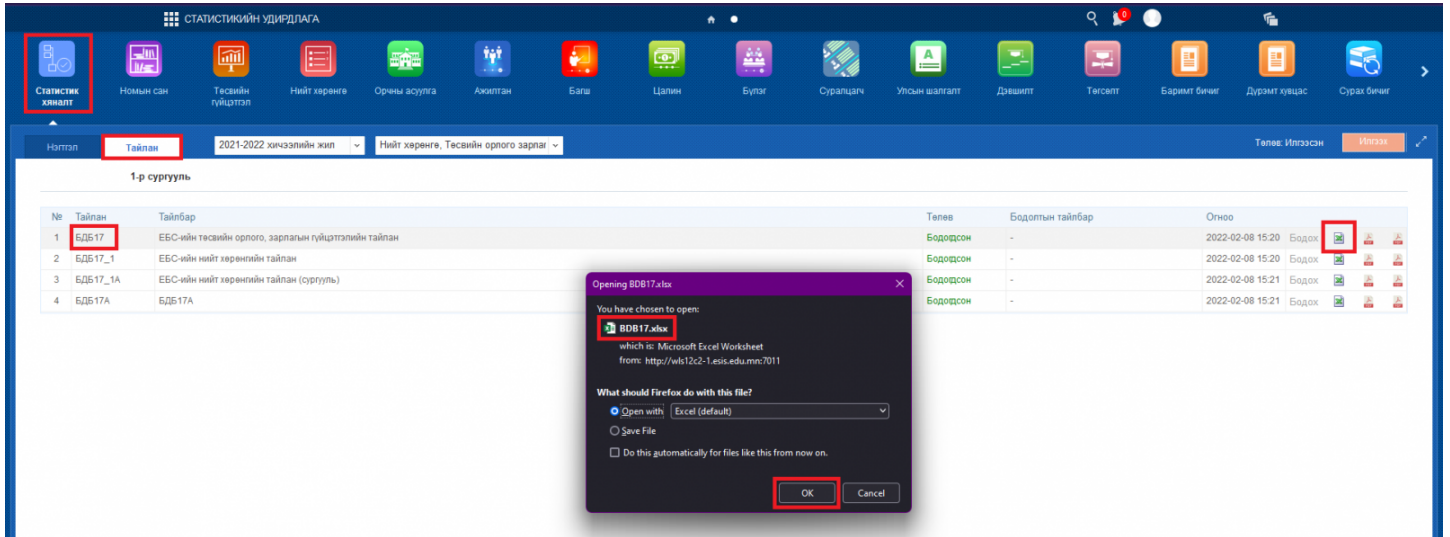 СТАТИСТИКИЙН УДИРДЛАГА
0
Статистик хяналт
Номын сан
Төсвийн гүйцэтгэл
Нийт хөрөнгө
Орчны асуулга
Ажилтан
Багш
Цалин
Бүлэг
Суралцагч
Улсын шалгалт
Дэвшилт
Төгсөлт
Баримт бичиг
Дүрэмт хувцас
Сурах бичиг
Нэгтгэл
Тайлан
2021-2022 хичээлийн жил
Нийт хөрөнгө, Төсвийн орлого зарлаг
Төлөв: Илгээсэн
Илгээх
1-р сургууль
№ Тайлан Тайлбар Төлөв Бодолтын тайлбар Огноо
1 БДБ17 ЕБС-ийн төсвийн орлого, зарлагын гүйцэтгэлийн тайлан Бодогдсон - 2022-02-08 15:20 Бодох
2 БДБ17_1 ЕБС-ийн нийт хөрөнгийн тайлан Бодогдсон - 2022-02-08 15:20 Бодох
3 БДБ17_1А ЕБС-ийн нийт хөрөнгийн тайлан (сургууль) Бодогдсон - 2022-02-08 15:21 Бодох
4 БДБ17А БДБ17А Бодогдсон - 2022-02-08 15:21 Бодох
Opening BDB17.xlsx
You have chosen to open:
BDB17.xlsx
which is: Microsoft Excel Worksheet
from: http://wls12c2-1.esis.edu.mn:7011
What should Firefox do with this file?
Open with Excel (default)
Save File
Do this automatically for files like this from now on.
OK Cancel